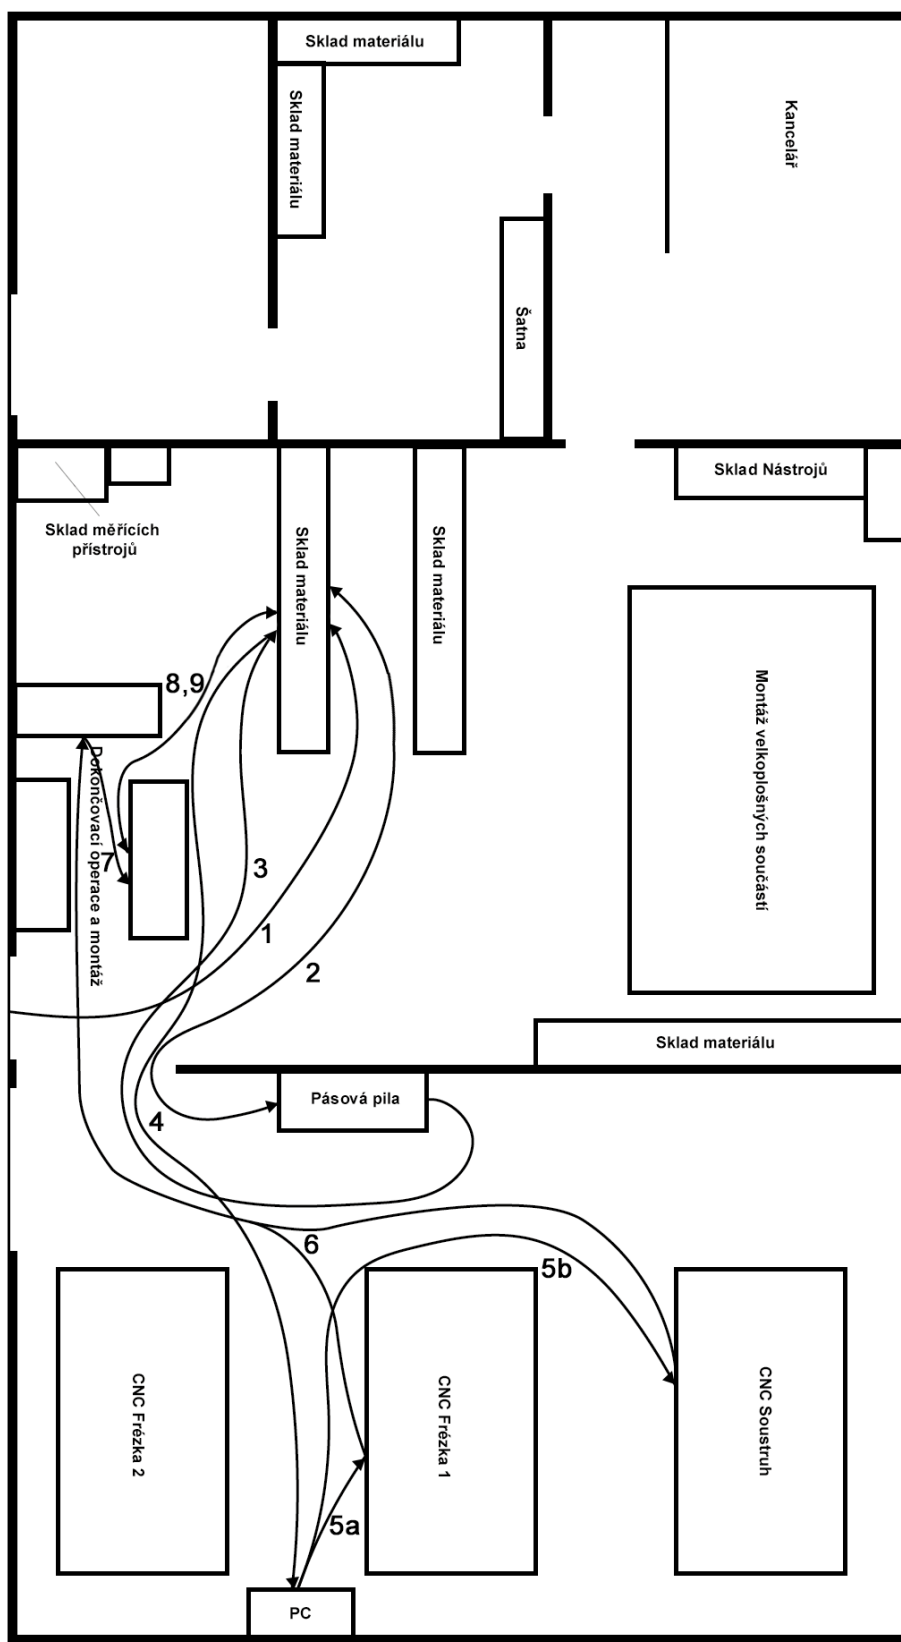 Sklad materiálu
Sklad materiálu
Kancelář
Šatna
Sklad měřících
přístrojů
Sklad materiálu
Sklad materiálu
Sklad Nástrojů
8,9
Dokončovací operace a montáž
7
3
1
2
Montáž velkoplošných součástí
Sklad materiálu
Pásová pila
4
6
5b
CNC Frézka 2
CNC Frézka 1
CNC Soustruh
5a
PC